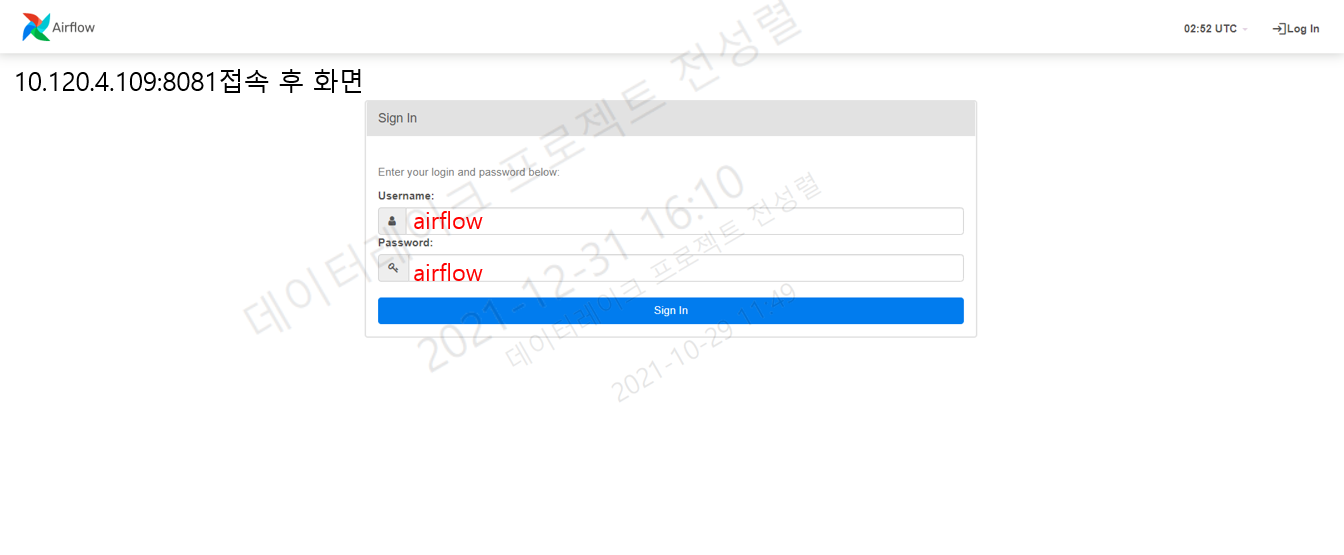 Airflow
02:52 UTC
Log In
10.120.4.109:8081접속 후 화면
Sign In
Enter your login and password below:
Username:
airflow
Password:
airflow
Sign In
데이터레이크 프로젝트 전성렬
2021-12-31 16:10
데이터레이크 프로젝트 전성렬
2021-10-29 11:49